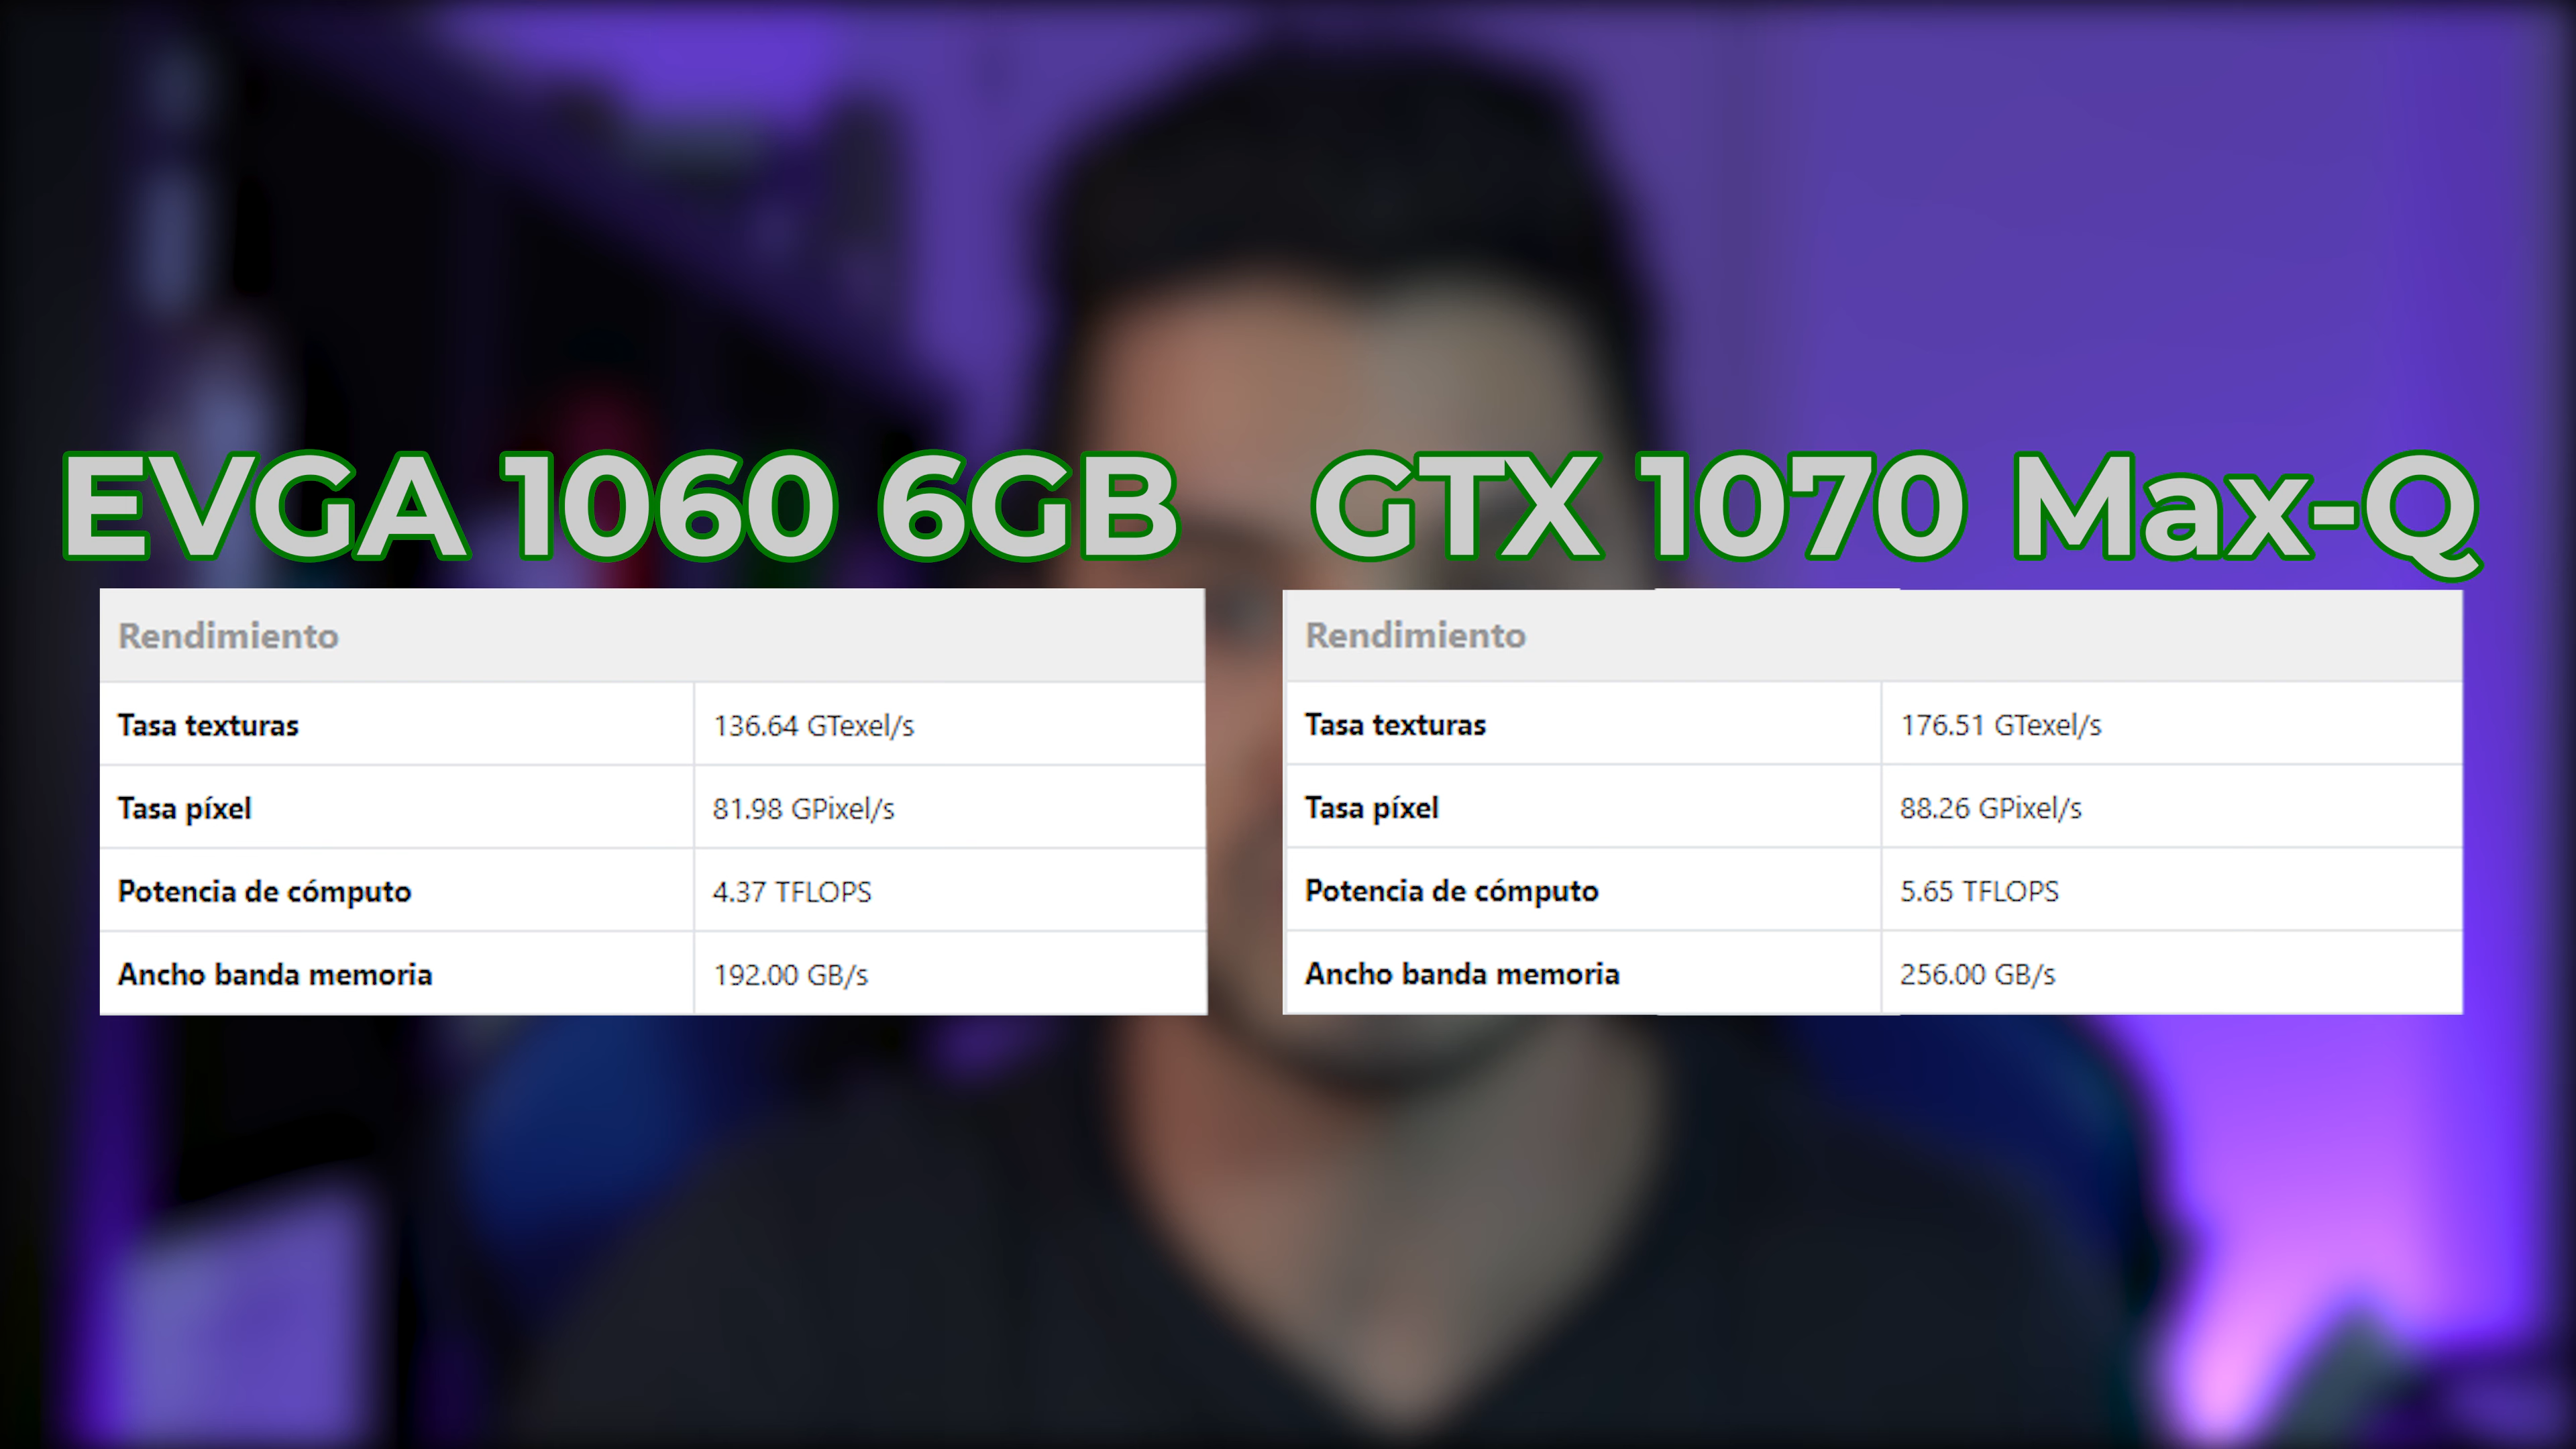 EVGA 1060 6GB
Rendimiento
Tasa texturas 136.64 GTexel/s
Tasa píxel 81.98 GPixel/s
Potencia de cómputo 4.37 TFLOPS
Ancho banda memoria 192.00 GB/s
GTX 1070 Max-Q
Rendimiento
Tasa texturas 176.51 GTexel/s
Tasa píxel 88.26 GPixel/s
Potencia de cómputo 5.65 TFLOPS
Ancho banda memoria 256.00 GB/s